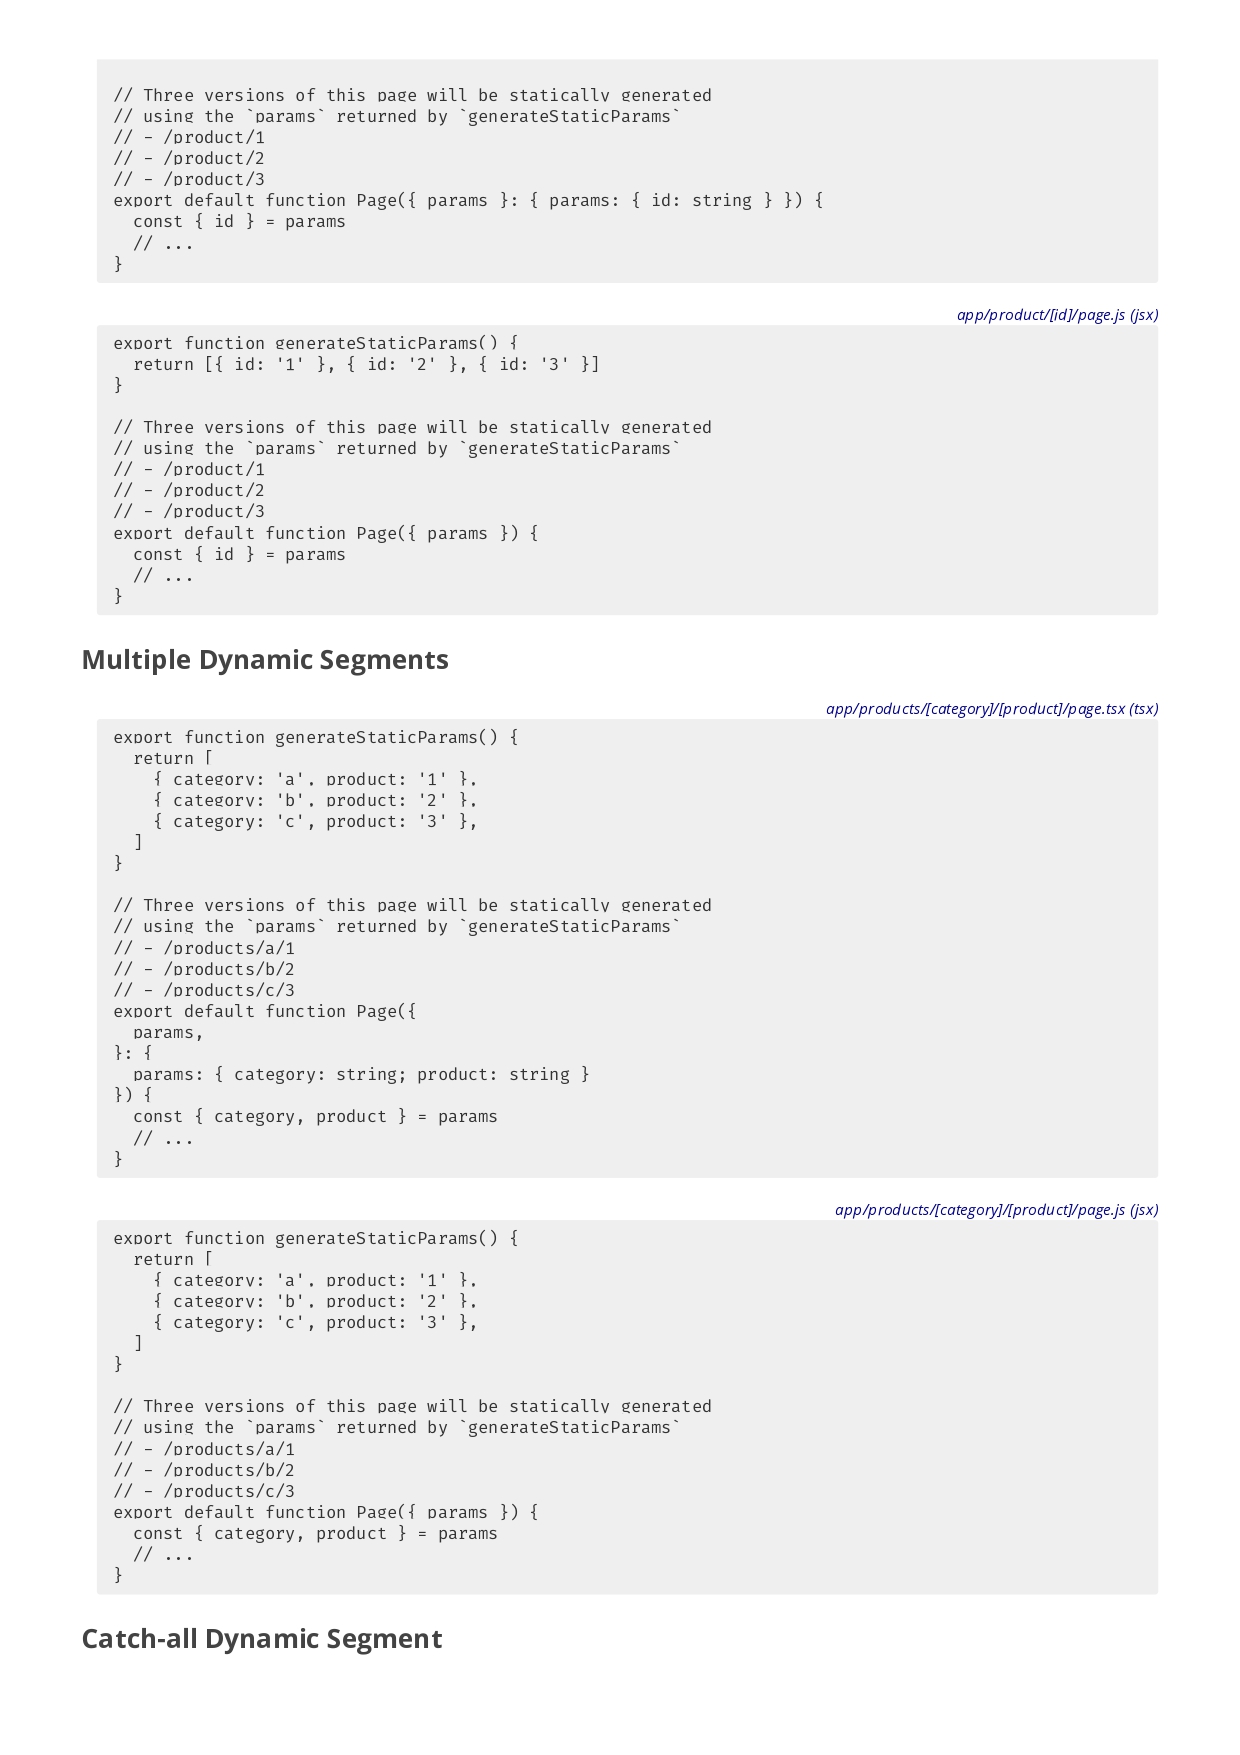 // Three versions of this page will be statically generated
// using the `params` returned by `generateStaticParams`
// - /product/1
// - /product/2
// - /product/3
export default function Page({ params }: { params: { id: string } }) {
  const { id } = params
  // ...
}
app/product/[id]/page.js (jsx)
export function generateStaticParams() {
  return [{ id: '1' }, { id: '2' }, { id: '3' }]
}
// Three versions of this page will be statically generated
// using the `params` returned by `generateStaticParams`
// - /product/1
// - /product/2
// - /product/3
export default function Page({ params }) {
  const { id } = params
  // ...
}
Multiple Dynamic Segments
app/products/[category]/[product]/page.tsx (tsx)
export function generateStaticParams() {
  return [
    { category: 'a', product: '1' },
    { category: 'b', product: '2' },
    { category: 'c', product: '3' },
  ]
}
// Three versions of this page will be statically generated
// using the `params` returned by `generateStaticParams`
// - /products/a/1
// - /products/b/2
// - /products/c/3
export default function Page({
  params,
}: {
  params: { category: string; product: string }
}) {
  const { category, product } = params
  // ...
}
app/products/[category]/[product]/page.js (jsx)
export function generateStaticParams() {
  return [
    { category: 'a', product: '1' },
    { category: 'b', product: '2' },
    { category: 'c', product: '3' },
  ]
}
// Three versions of this page will be statically generated
// using the `params` returned by `generateStaticParams`
// - /products/a/1
// - /products/b/2
// - /products/c/3
export default function Page({ params }) {
  const { category, product } = params
  // ...
}
Catch-all Dynamic Segment